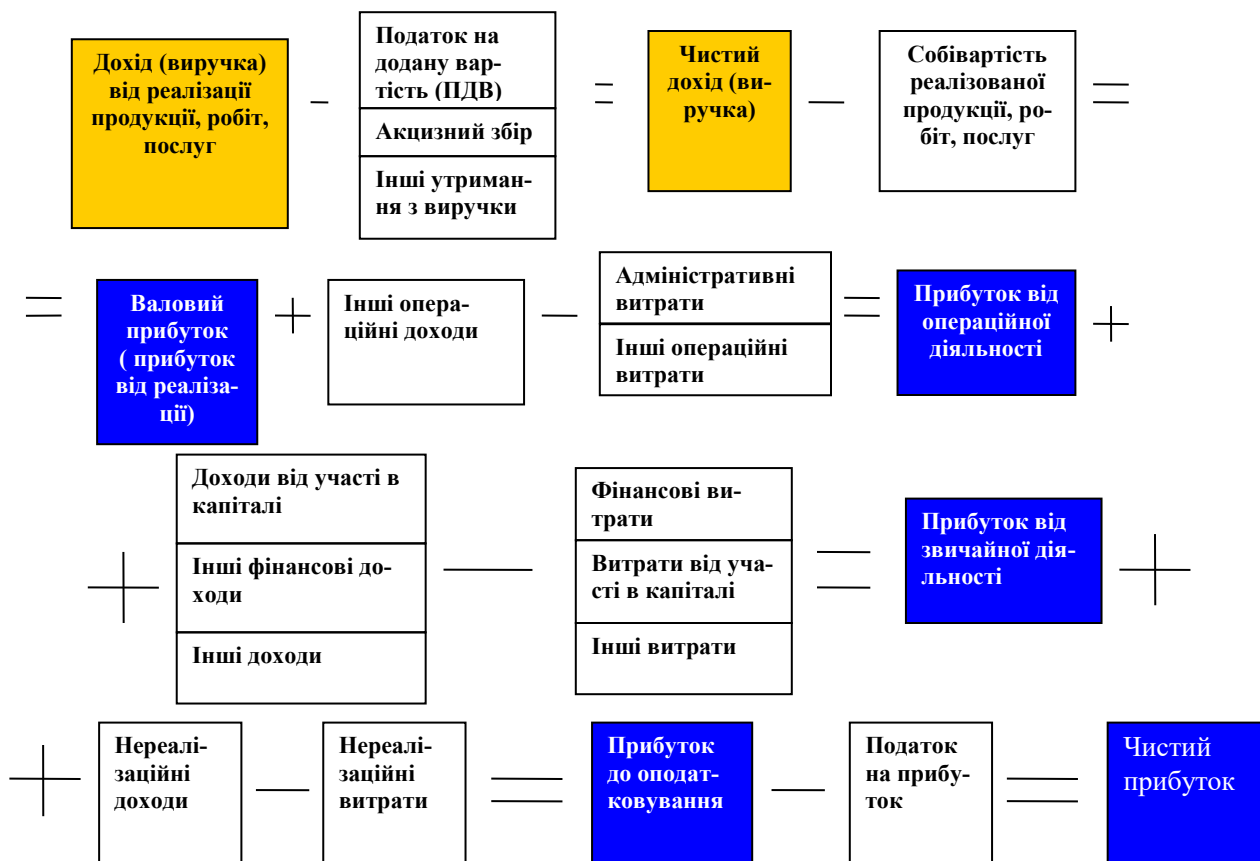 Дохід (виручка)
від реалізації
продукції, робіт,
послуг
-
Податок на
додану вар-
тість (ПДВ)
Акцизний збір
Інші утриман-
ня з виручки
=
Чистий
дохід (ви-
ручка)
—
Собівартість
реалізованої
продукції, ро-
біт, послуг
=
=
Валовий
прибуток
( прибуток
від реаліза-
ції)
+
Інші опера-
ційні доходи
—
Адміністративні
витрати
Інші операційні
витрати
=
Прибуток від
операційної
діяльності
+
+
Доходи від участі в
капіталі
Інші фінансові до-
ходи
Інші доходи
—
Фінансові ви-
трати
Витрати від уча-
сті в капіталі
Інші витрати
=
Прибуток від
звичайної дія-
льності
+
+
Нереалі-
заційні
доходи
—
Нереалі-
заційні
витрати
=
Прибуток
до оподат-
ковування
—
Податок
на прибу-
ток
=
Чистий
прибуток